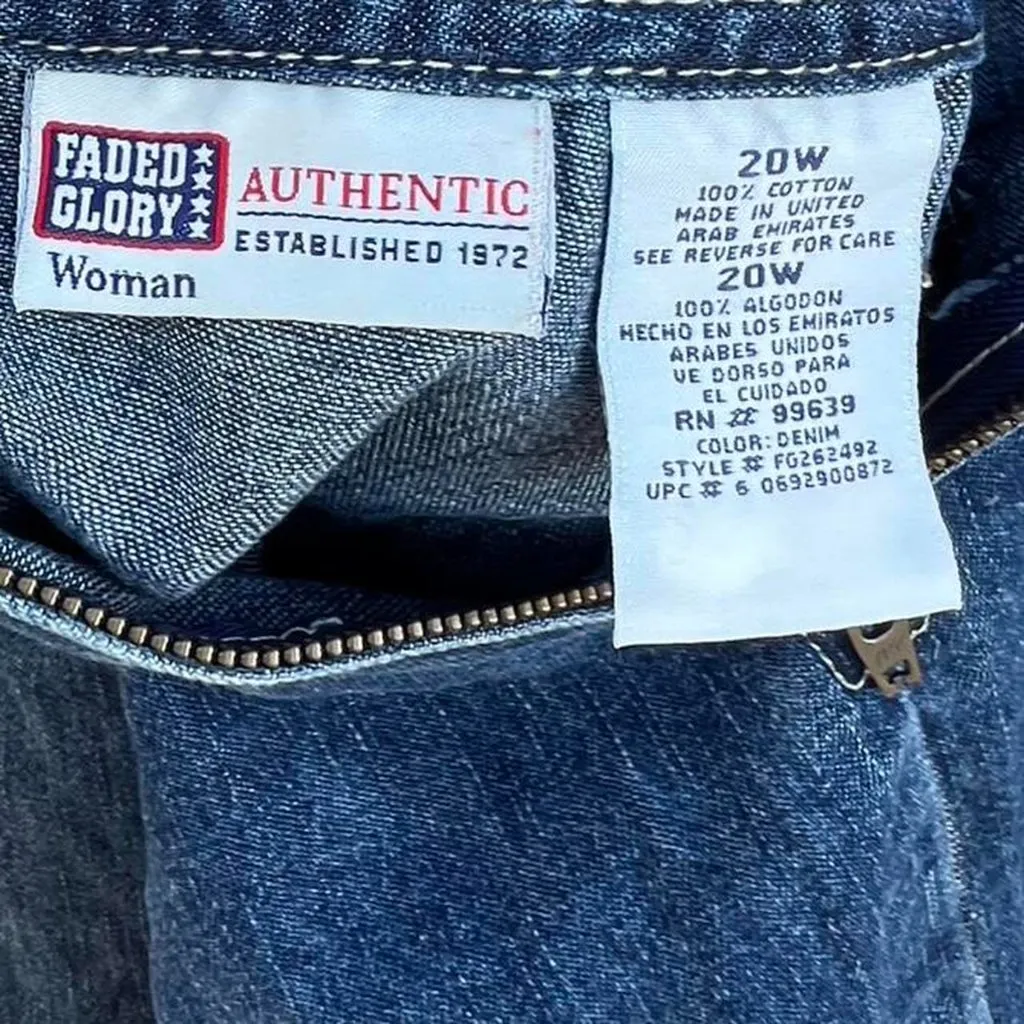 FADED
GLORY
AUTHENTIC
ESTABLISHED 1972
Woman
20W
100% COTTON
MADE IN UNITED
ARAB EMIRATES
SEE REVERSE FOR CARE
20W
100% ALGODON
HECHO EN LOS EMIRATOS
ARABES UNIDOS
VE DORSO PARA
EL CUIDADO
RN # 99639
COLOR: DENIM
STYLE # FG262492
UPC # 6 0692900872